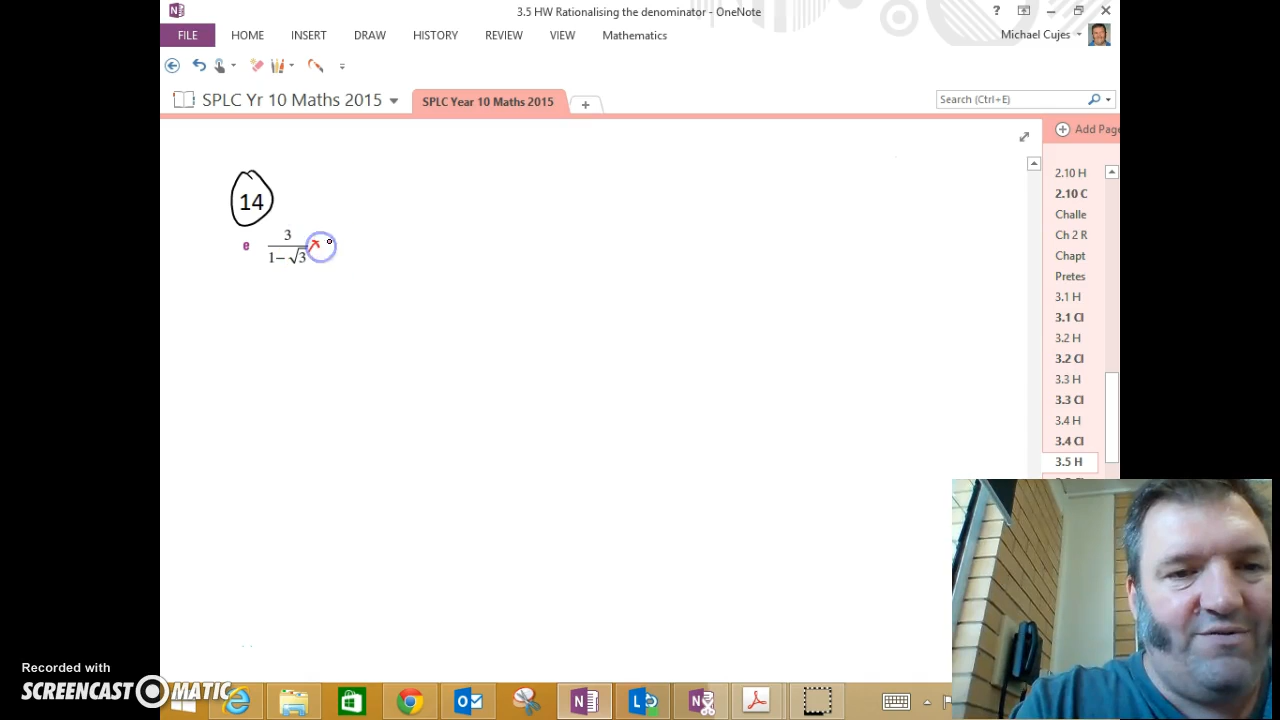 3.5 HW Rationalising the denominator - OneNote
FILE HOME INSERT DRAW HISTORY REVIEW VIEW Mathematics
Michael Cujes
SPLC Yr 10 Maths 2015
SPLC Year 10 Maths 2015
Search (Ctrl+E)
Add Page
2.10 H
2.10 C
Challe
Ch 2 R
Chapt
Pretes
3.1 H
3.1 Cl
3.2 H
3.2 Cl
3.3 H
3.3 Cl
3.4 H
3.4 Cl
3.5 H
14
e 3
1−√3
Recorded with
SCREENCAST-O-MATIC